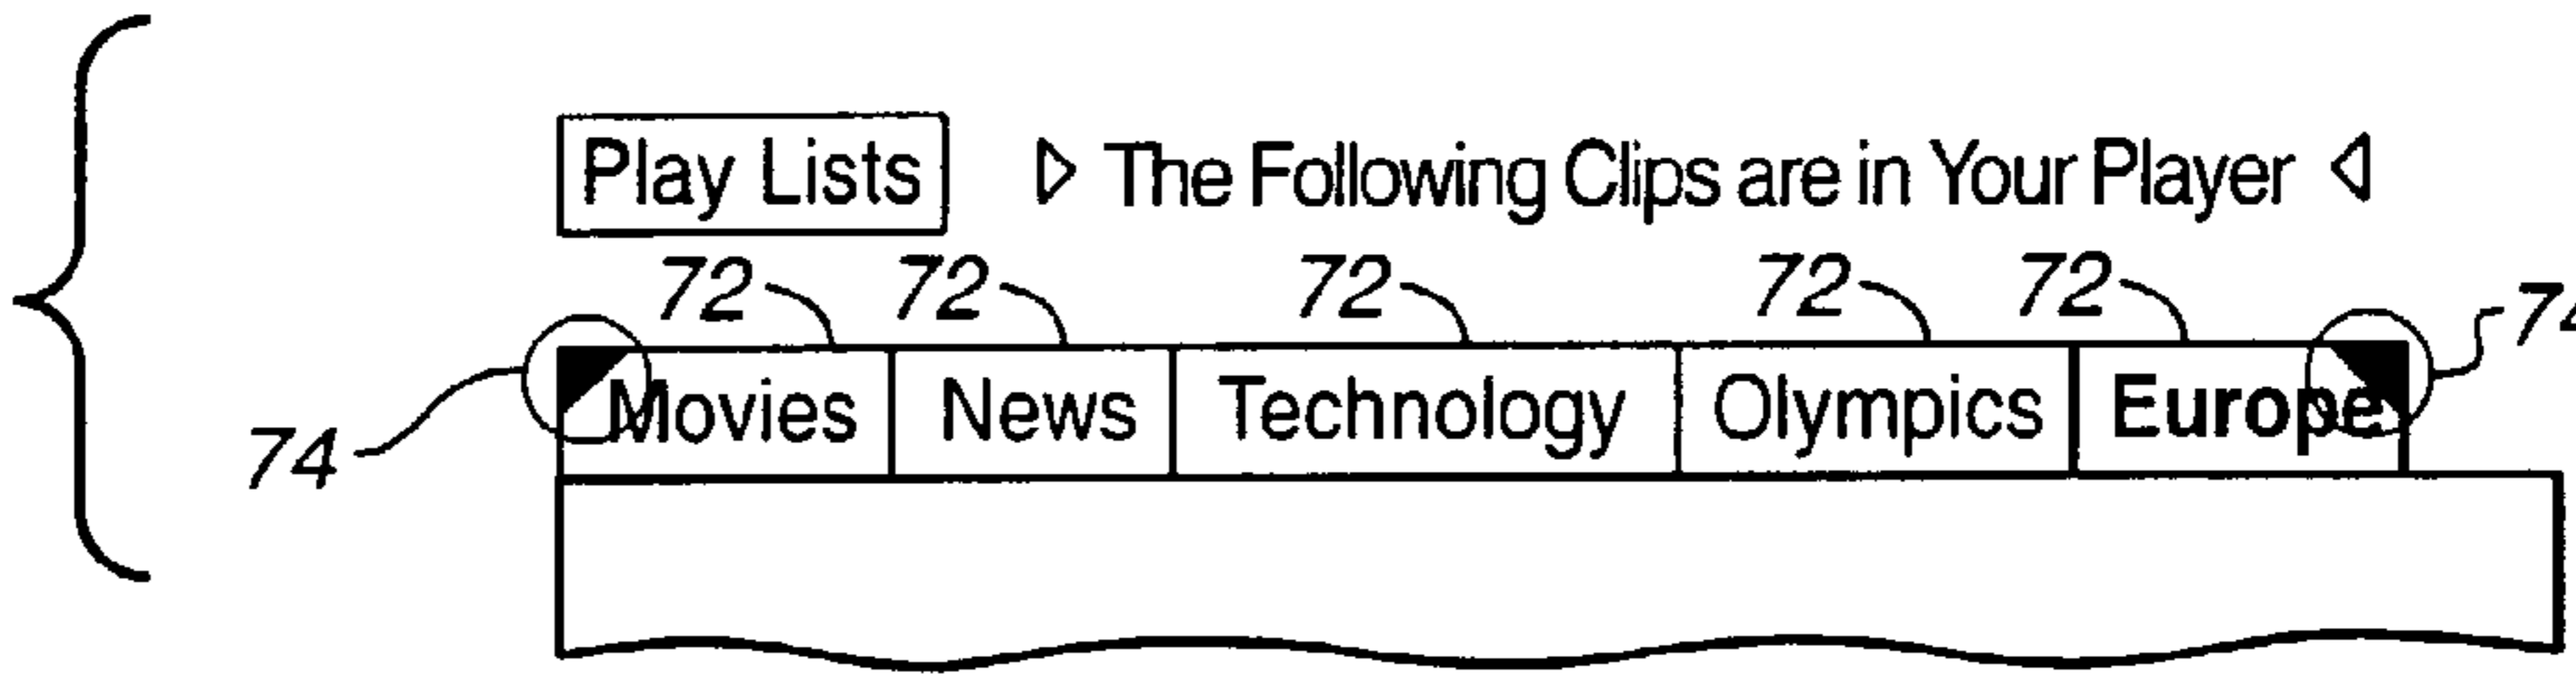 Play Lists The Following Clips are in Your Player
72 72 72 72 72
74
Movies News Technology Olympics Europe
74